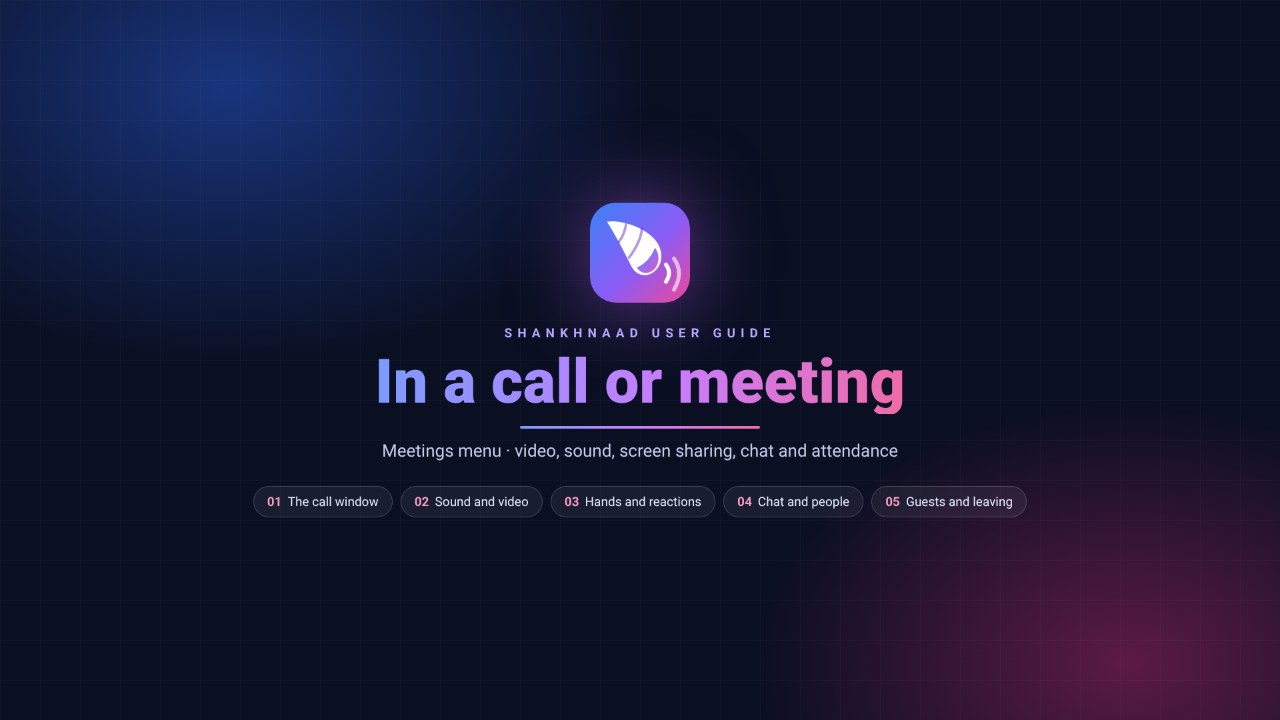 SHANKHNAAD USER GUIDE
In a call or meeting
Meetings menu · video, sound, screen sharing, chat and attendance
01 The call window 02 Sound and video 03 Hands and reactions 04 Chat and people 05 Guests and leaving